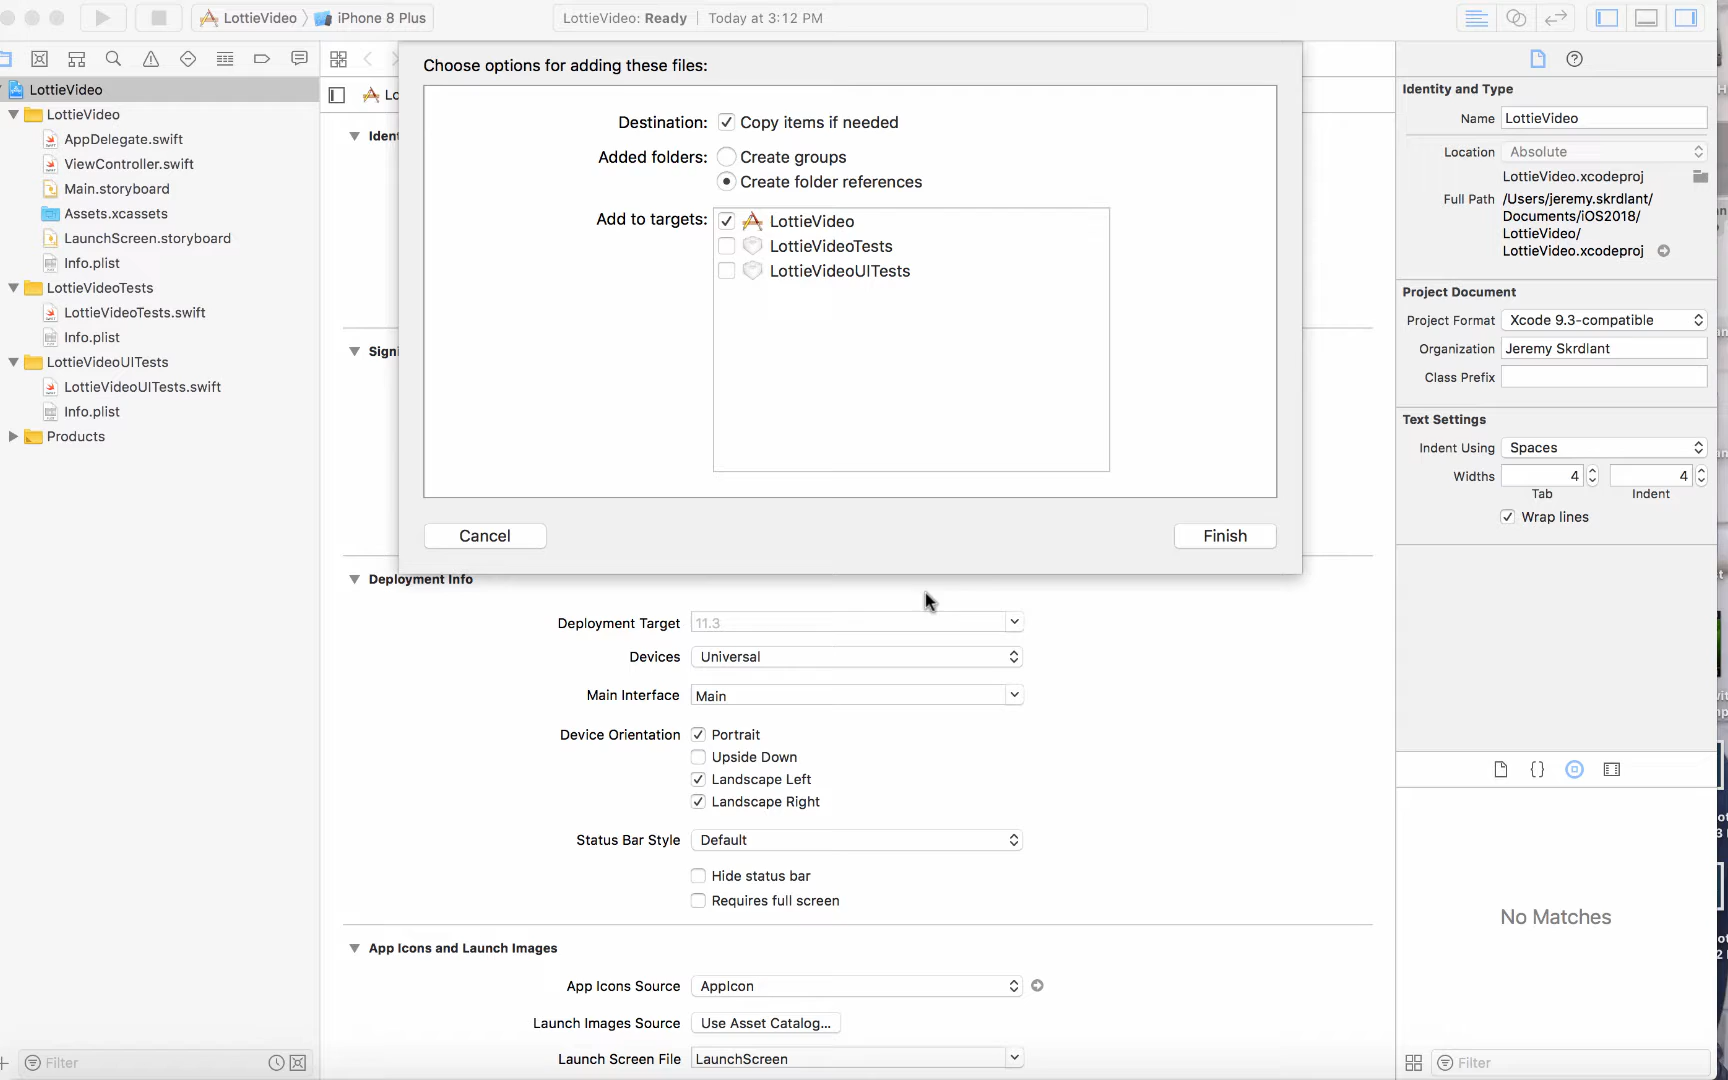 LottieVideo
iPhone 8 Plus
LottieVideo: Ready
Today at 3:12 PM
LottieVideo
LottieVideo
AppDelegate.swift
ViewController.swift
Main.storyboard
Assets.xcassets
LaunchScreen.storyboard
Info.plist
LottieVideoTests
LottieVideoTests.swift
Info.plist
LottieVideoUITests
LottieVideoUITests.swift
Info.plist
Products
Filter
Choose options for adding these files:
Destination: Copy items if needed
Added folders: Create groups
Create folder references
Add to targets: LottieVideo
LottieVideoTests
LottieVideoUITests
Cancel
Finish
Deployment Info
Deployment Target 11.3
Devices Universal
Main Interface Main
Device Orientation Portrait
Upside Down
Landscape Left
Landscape Right
Status Bar Style Default
Hide status bar
Requires full screen
App Icons and Launch Images
App Icons Source AppIcon
Launch Images Source Use Asset Catalog...
Launch Screen File LaunchScreen
Identity and Type
Name LottieVideo
Location Absolute
LottieVideo.xcodeproj
Full Path /Users/jeremy.skrdlant/
Documents/iOS2018/
LottieVideo/
LottieVideo.xcodeproj
Project Document
Project Format Xcode 9.3-compatible
Organization Jeremy Skrdlant
Class Prefix
Text Settings
Indent Using Spaces
Widths 4 4
Tab Indent
Wrap lines
{}
No Matches
Filter